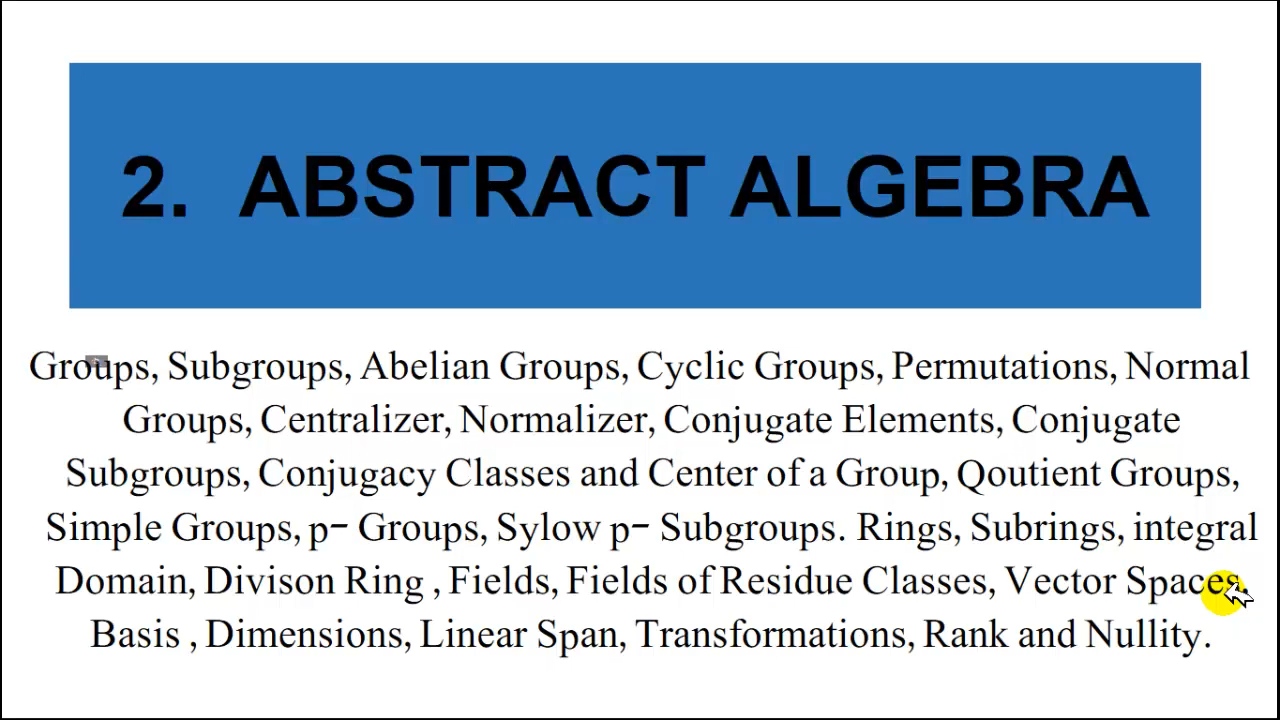 2. ABSTRACT ALGEBRA
Groups, Subgroups, Abelian Groups, Cyclic Groups, Permutations, Normal
Groups, Centralizer, Normalizer, Conjugate Elements, Conjugate
Subgroups, Conjugacy Classes and Center of a Group, Qoutient Groups,
Simple Groups, p− Groups, Sylow p− Subgroups. Rings, Subrings, integral
Domain, Divison Ring , Fields, Fields of Residue Classes, Vector Spaces,
Basis , Dimensions, Linear Span, Transformations, Rank and Nullity.